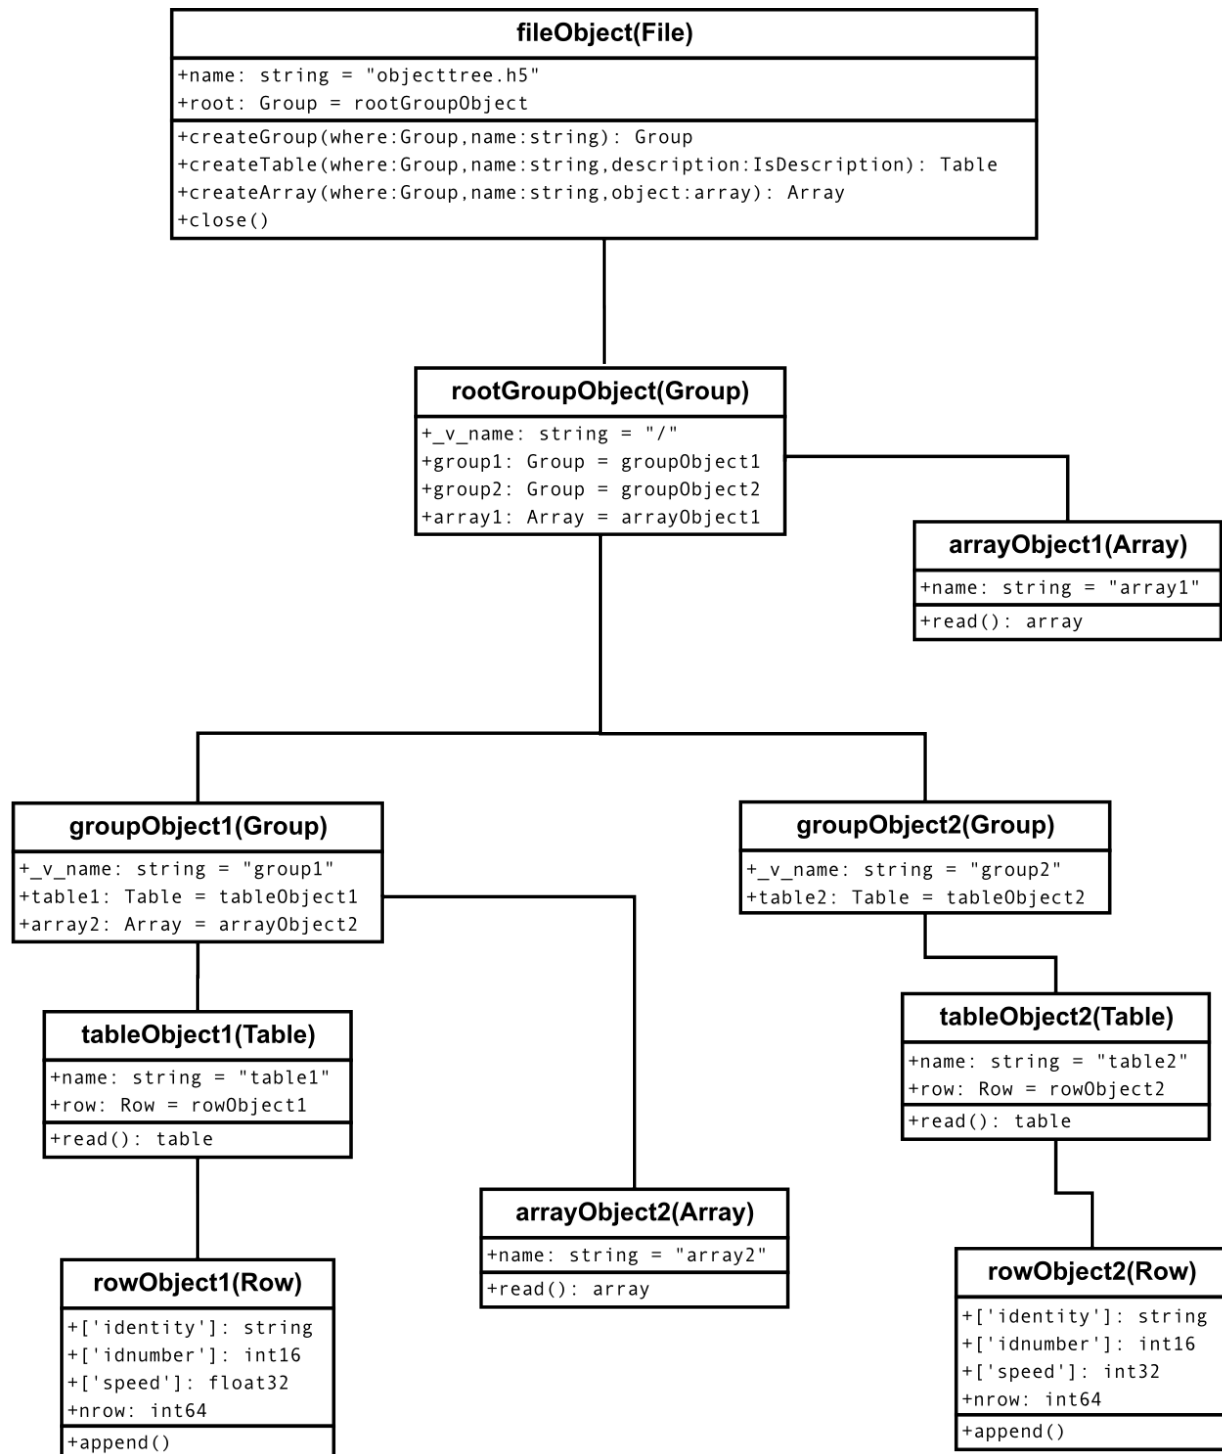 fileObject(File)
+name: string = "objecttree.h5"
+root: Group = rootGroupObject
+createGroup(where:Group,name:string): Group
+createTable(where:Group,name:string,description:IsDescription): Table
+createArray(where:Group,name:string,object:array): Array
+close()
rootGroupObject(Group)
+_v_name: string = "/"
+group1: Group = groupObject1
+group2: Group = groupObject2
+array1: Array = arrayObject1
arrayObject1(Array)
+name: string = "array1"
+read(): array
groupObject1(Group)
+_v_name: string = "group1"
+table1: Table = tableObject1
+array2: Array = arrayObject2
groupObject2(Group)
+_v_name: string = "group2"
+table2: Table = tableObject2
tableObject1(Table)
+name: string = "table1"
+row: Row = rowObject1
+read(): table
tableObject2(Table)
+name: string = "table2"
+row: Row = rowObject2
+read(): table
arrayObject2(Array)
+name: string = "array2"
+read(): array
rowObject1(Row)
+['identity']: string
+['idnumber']: int16
+['speed']: float32
+nrow: int64
+append()
rowObject2(Row)
+['identity']: string
+['idnumber']: int16
+['speed']: int32
+nrow: int64
+append()